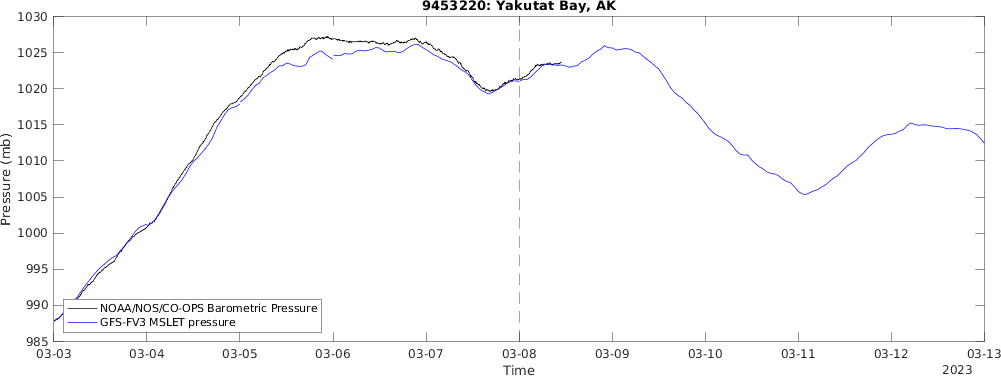 9453220: Yakutat Bay, AK
1030
1025
1020
1015
1010
1005
1000
995
990
985
Pressure (mb)
NOAA/NOS/CO-OPS Barometric Pressure
GFS-FV3 MSLET pressure
03-03 03-04 03-05 03-06 03-07 03-08 03-09 03-10 03-11 03-12 03-13
Time
2023